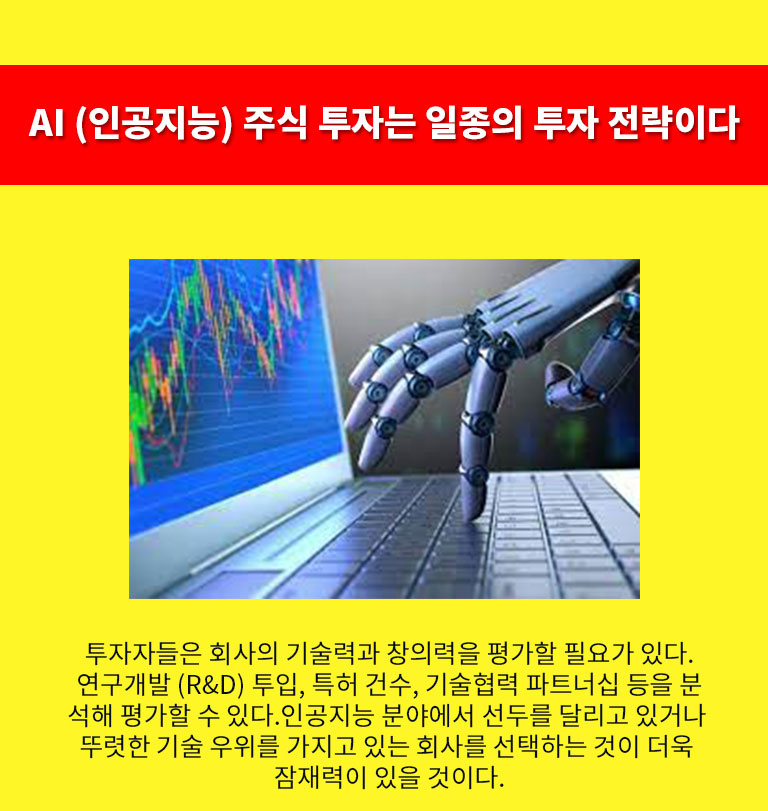 AI (인공지능) 주식 투자는 일종의 투자 전략이다
투자자들은 회사의 기술력과 창의력을 평가할 필요가 있다.
연구개발 (R&D) 투입, 특허 건수, 기술협력 파트너십 등을 분
석해 평가할 수 있다.인공지능 분야에서 선두를 달리고 있거나
뚜렷한 기술 우위를 가지고 있는 회사를 선택하는 것이 더욱
잠재력이 있을 것이다.